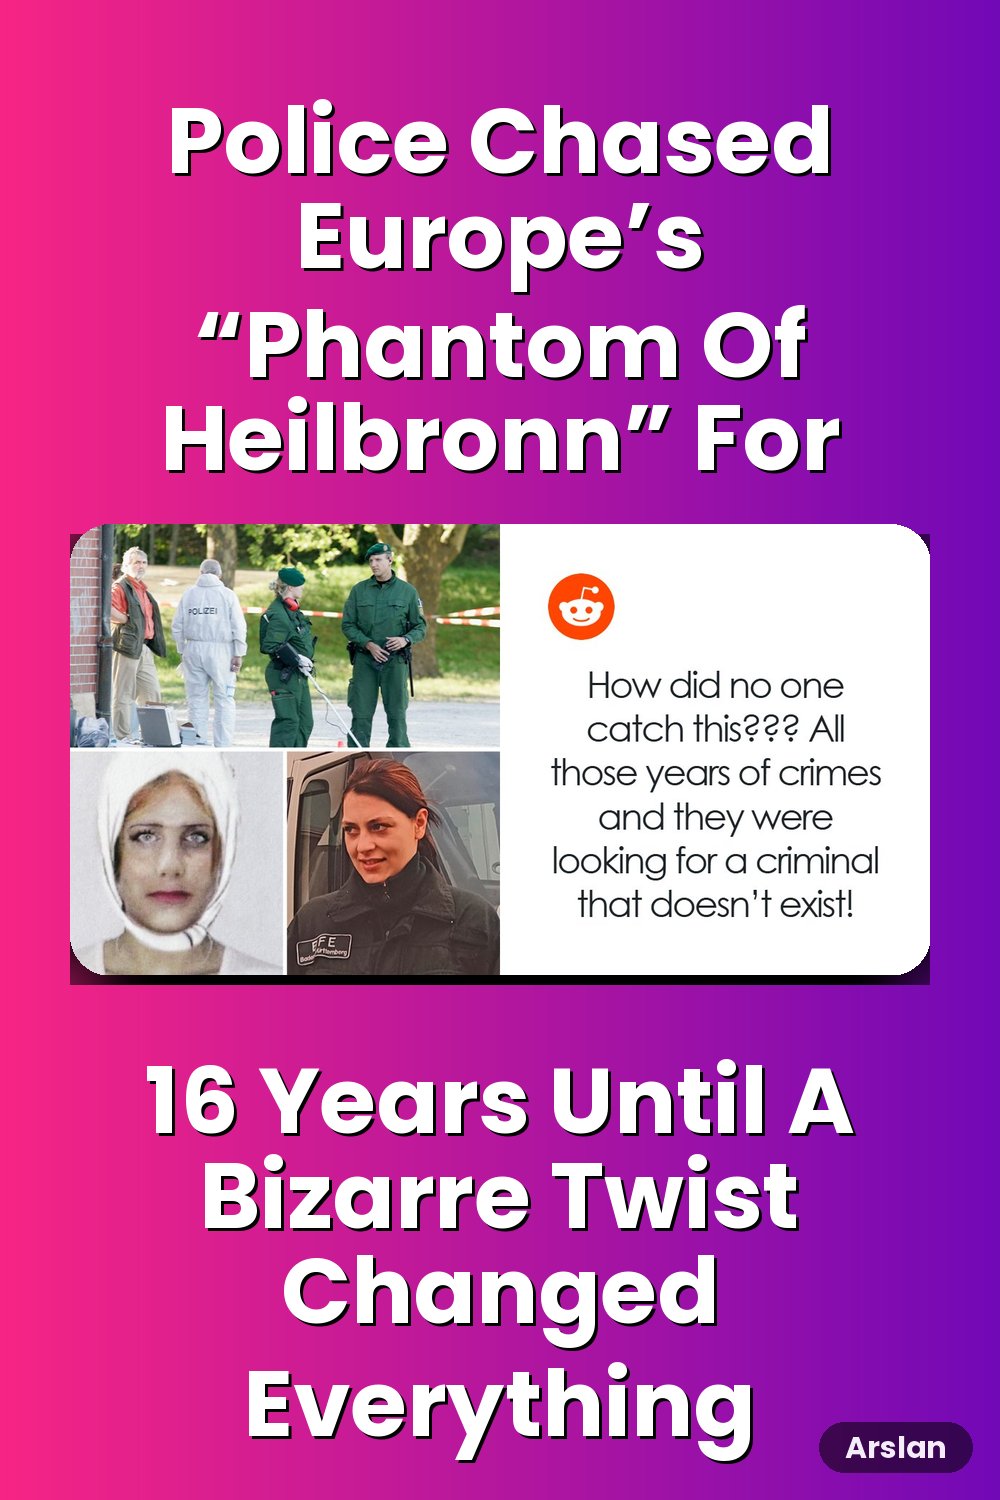 Police Chased
Europe’s
“Phantom Of
Heilbronn” For
POLIZEI
How did no one
catch this??? All
those years of crimes
and they were
looking for a criminal
that doesn’t exist!
16 Years Until A
Bizarre Twist
Changed
Everything
Arslan